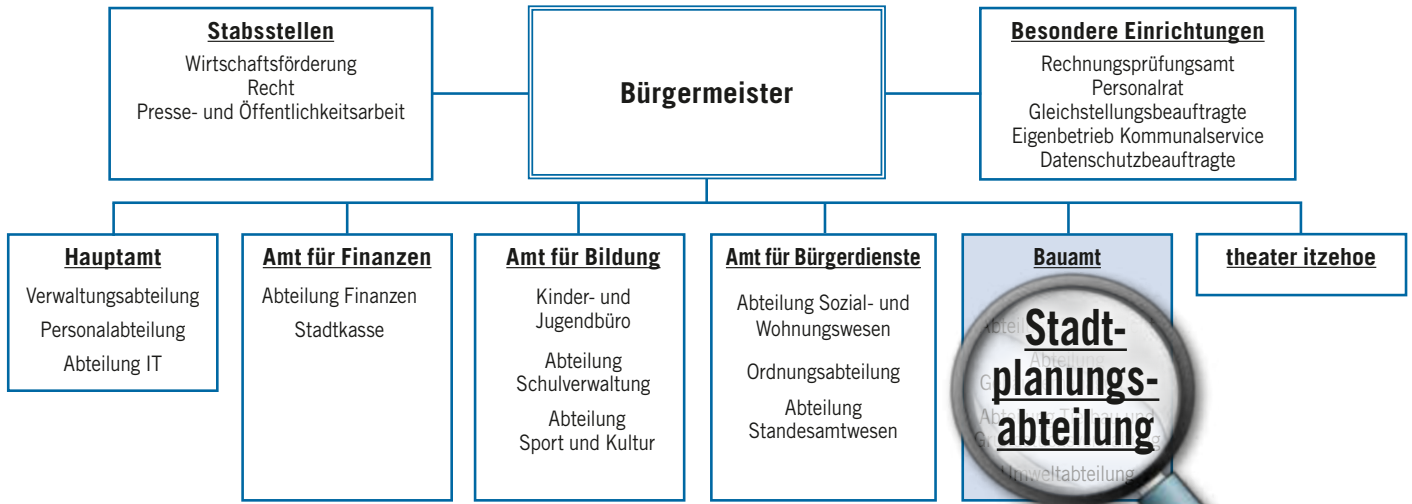 Stabsstellen
Wirtschaftsförderung
Recht
Presse- und Öffentlichkeitsarbeit
Bürgermeister
Besondere Einrichtungen
Rechnungsprüfungsamt
Personalrat
Gleichstellungsbeauftragte
Eigenbetrieb Kommunalservice
Datenschutzbeauftragte
Hauptamt
Verwaltungsabteilung
Personalabteilung
Abteilung IT
Amt für Finanzen
Abteilung Finanzen
Stadtkasse
Amt für Bildung
Kinder- und
Jugendbüro
Abteilung
Schulverwaltung
Abteilung
Sport und Kultur
Amt für Bürgerdienste
Abteilung Sozial- und
Wohnungswesen
Ordnungsabteilung
Abteilung
Standesamtwesen
Bauamt
Stadt-
planungs-
abteilung
Abteilung
Umweltabteilung
theater itzehoe